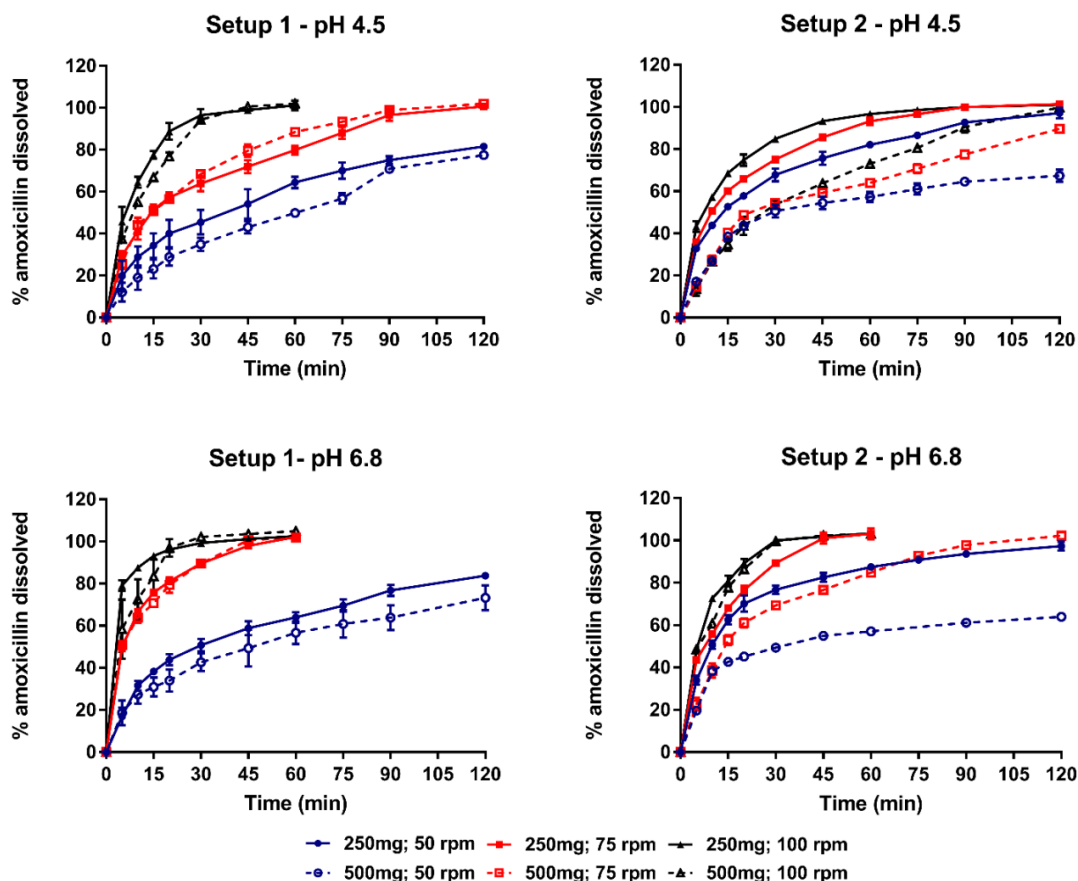 Setup 1 - pH 4.5
% amoxicillin dissolved
120
100
80
60
40
20
0
0 15 30 45 60 75 90 105 120
Time (min)
Setup 2 - pH 4.5
% amoxicillin dissolved
120
100
80
60
40
20
0
0 15 30 45 60 75 90 105 120
Time (min)
Setup 1- pH 6.8
% amoxicillin dissolved
120
100
80
60
40
20
0
0 15 30 45 60 75 90 105 120
Time (min)
Setup 2 - pH 6.8
% amoxicillin dissolved
120
100
80
60
40
20
0
0 15 30 45 60 75 90 105 120
Time (min)
250mg; 50 rpm 250mg; 75 rpm 250mg; 100 rpm
500mg; 50 rpm 500mg; 75 rpm 500mg; 100 rpm